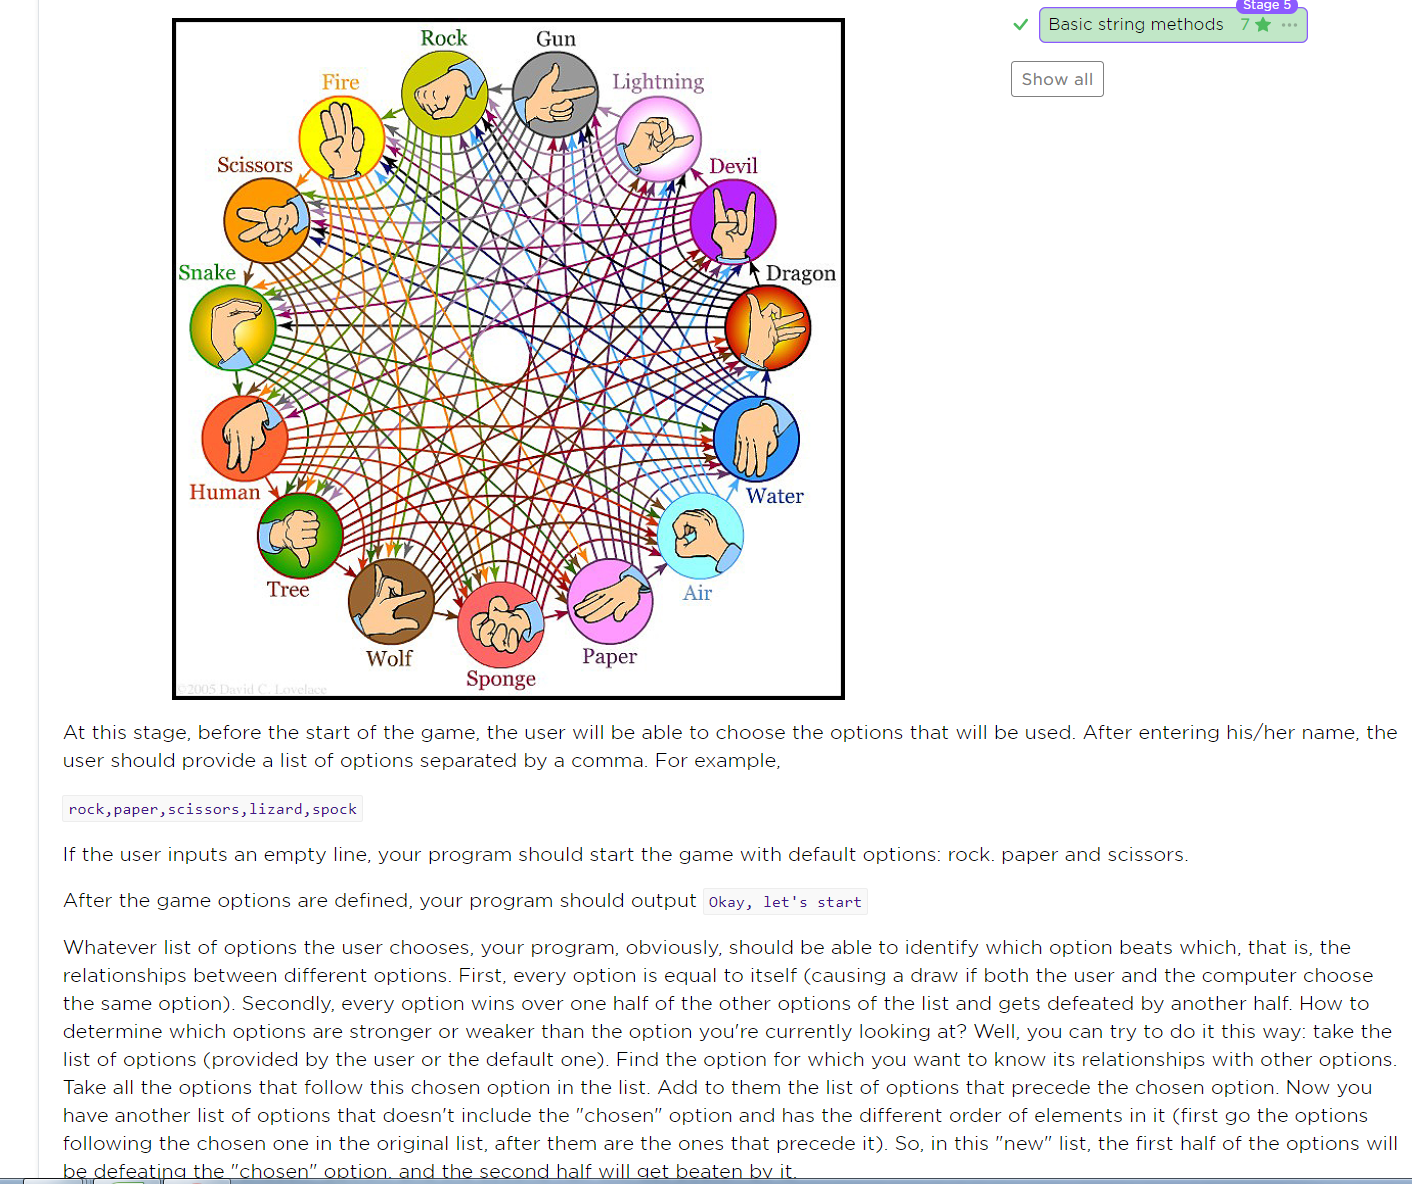 Stage 5
Basic string methods 7
Show all
Rock
Gun
Fire
Lightning
Scissors
Devil
Snake
Dragon
Human
Water
Tree
Air
Wolf
Paper
Sponge
2005 David C. Lovelace
At this stage, before the start of the game, the user will be able to choose the options that will be used. After entering his/her name, the
user should provide a list of options separated by a comma. For example,
rock,paper,scissors,lizard,spock
If the user inputs an empty line, your program should start the game with default options: rock. paper and scissors.
After the game options are defined, your program should output Okay, let's start
Whatever list of options the user chooses, your program, obviously, should be able to identify which option beats which, that is, the
relationships between different options. First, every option is equal to itself (causing a draw if both the user and the computer choose
the same option). Secondly, every option wins over one half of the other options of the list and gets defeated by another half. How to
determine which options are stronger or weaker than the option you're currently looking at? Well, you can try to do it this way: take the
list of options (provided by the user or the default one). Find the option for which you want to know its relationships with other options.
Take all the options that follow this chosen option in the list. Add to them the list of options that precede the chosen option. Now you
have another list of options that doesn't include the "chosen" option and has the different order of elements in it (first go the options
following the chosen one in the original list, after them are the ones that precede it). So, in this "new" list, the first half of the options will
be defeating the "chosen" option, and the second half will get beaten by it.